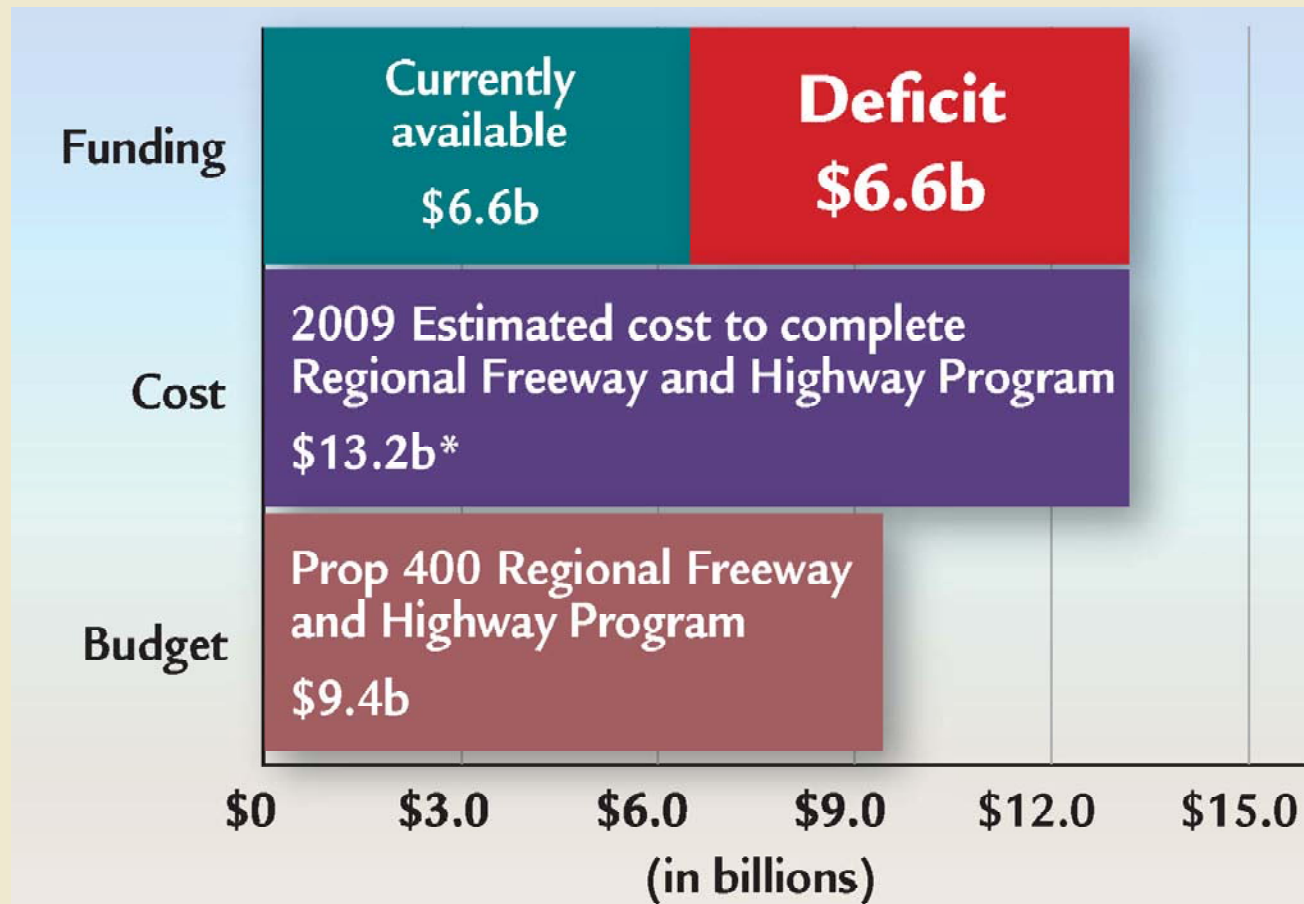 Funding
Currently
available
$6.6b
Deficit
$6.6b
Cost
2009 Estimated cost to complete
Regional Freeway and Highway Program
$13.2b*
Budget
Prop 400 Regional Freeway
and Highway Program
$9.4b
$0 $3.0 $6.0 $9.0 $12.0 $15.0
(in billions)